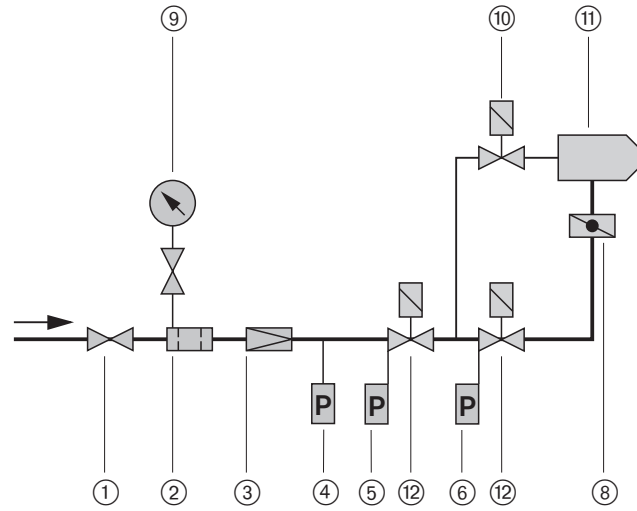 ⑨ ⑩ ⑪
P P P
① ② ③ ④ ⑤ ⑫ ⑥ ⑫ ⑧